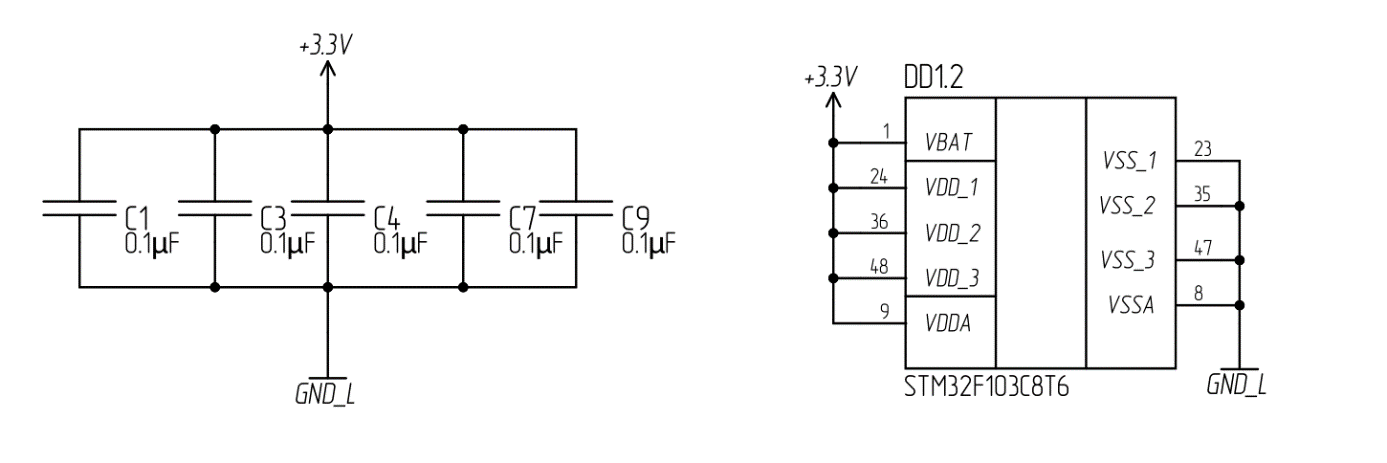 +3.3V
C1
0.1µF
C3
0.1µF
C4
0.1µF
C7
0.1µF
C9
0.1µF
GND_L
+3.3V
DD1.2
1
VBAT
24
VDD_1
36
VDD_2
48
VDD_3
9
VDDA
VSS_1
23
VSS_2
35
VSS_3
47
VSSA
8
STM32F103C8T6
GND_L